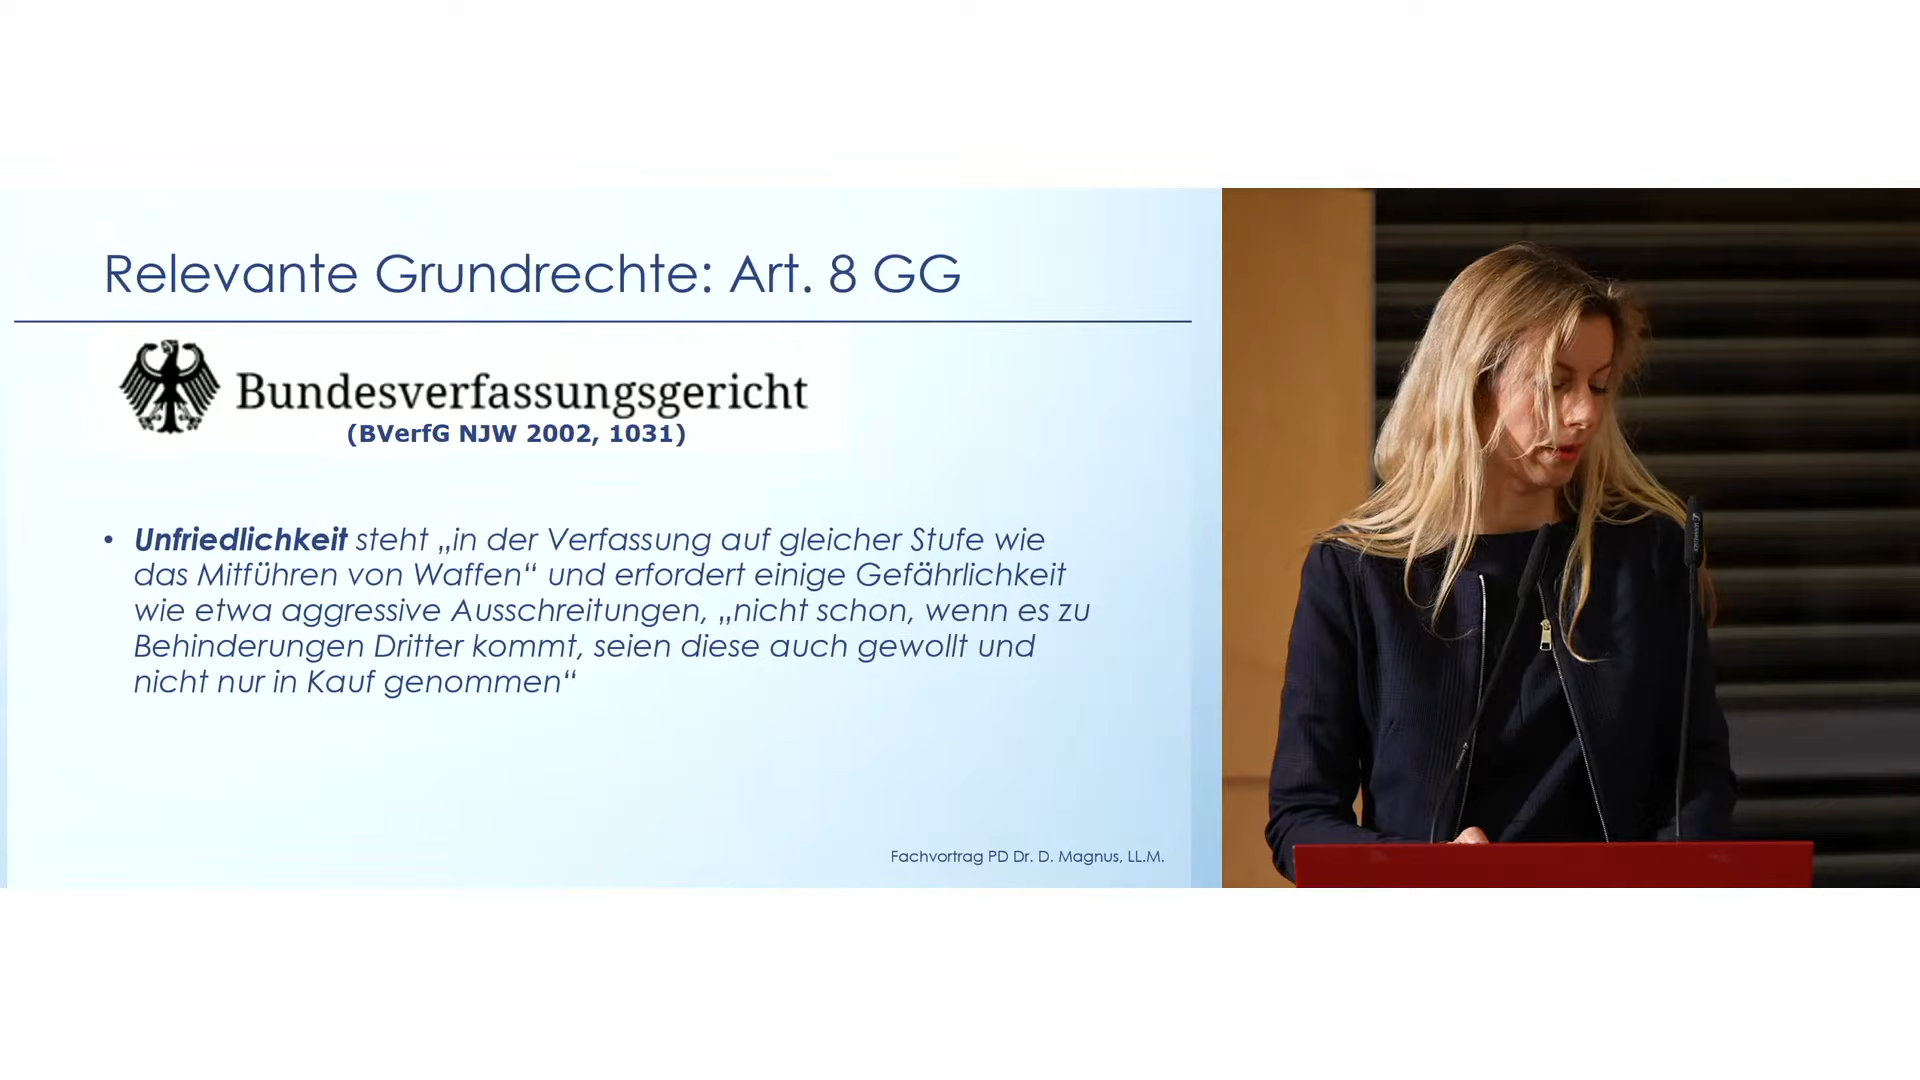 Relevante Grundrechte: Art. 8 GG
Bundesverfassungsgericht
(BVerfG NJW 2002, 1031)
• Unfriedlichkeit steht „in der Verfassung auf gleicher Stufe wie
das Mitführen von Waffen“ und erfordert einige Gefährlichkeit
wie etwa aggressive Ausschreitungen, „nicht schon, wenn es zu
Behinderungen Dritter kommt, seien diese auch gewollt und
nicht nur in Kauf genommen“
Fachvortrag PD Dr. D. Magnus, LL.M.